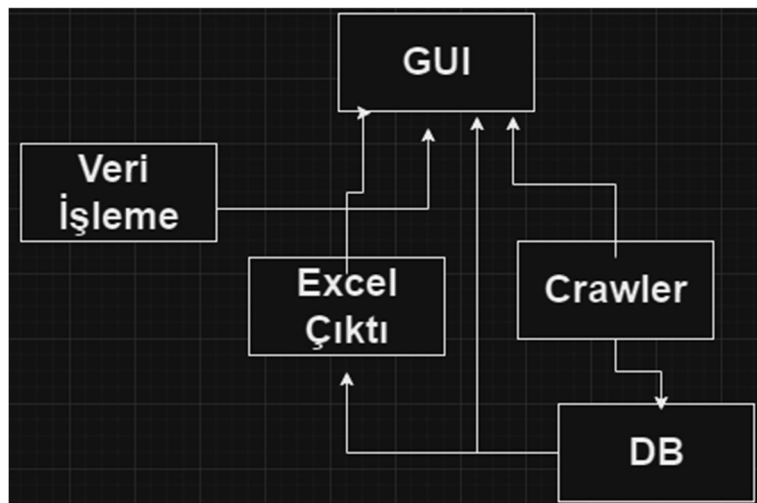 GUI
Veri
İşleme
Excel
Çıktı
Crawler
DB